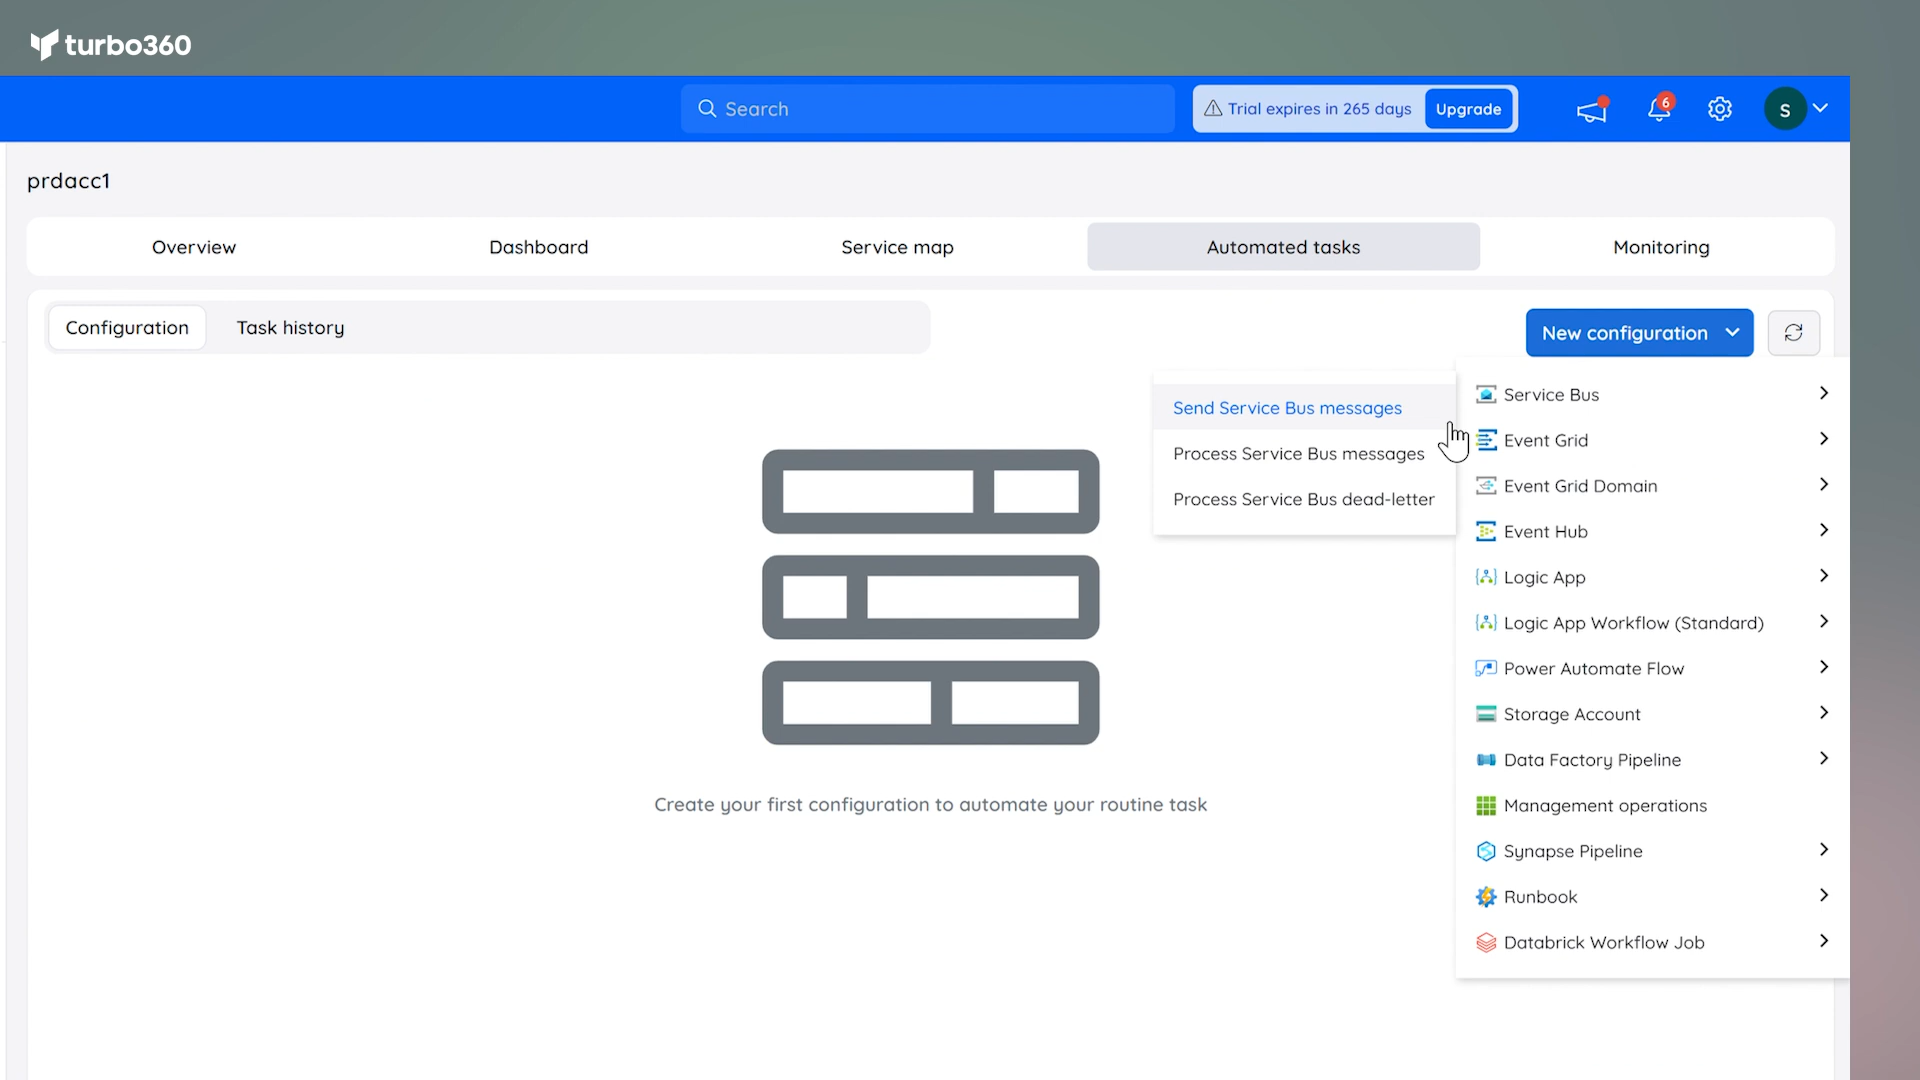 turbo360
Search
Trial expires in 265 days
Upgrade
6
S
prdacc1
Overview
Dashboard
Service map
Automated tasks
Monitoring
Configuration
Task history
New configuration
Send Service Bus messages
Process Service Bus messages
Process Service Bus dead-letter
Service Bus
Event Grid
Event Grid Domain
Event Hub
Logic App
Logic App Workflow (Standard)
Power Automate Flow
Storage Account
Data Factory Pipeline
Management operations
Synapse Pipeline
Runbook
Databrick Workflow Job
Create your first configuration to automate your routine task